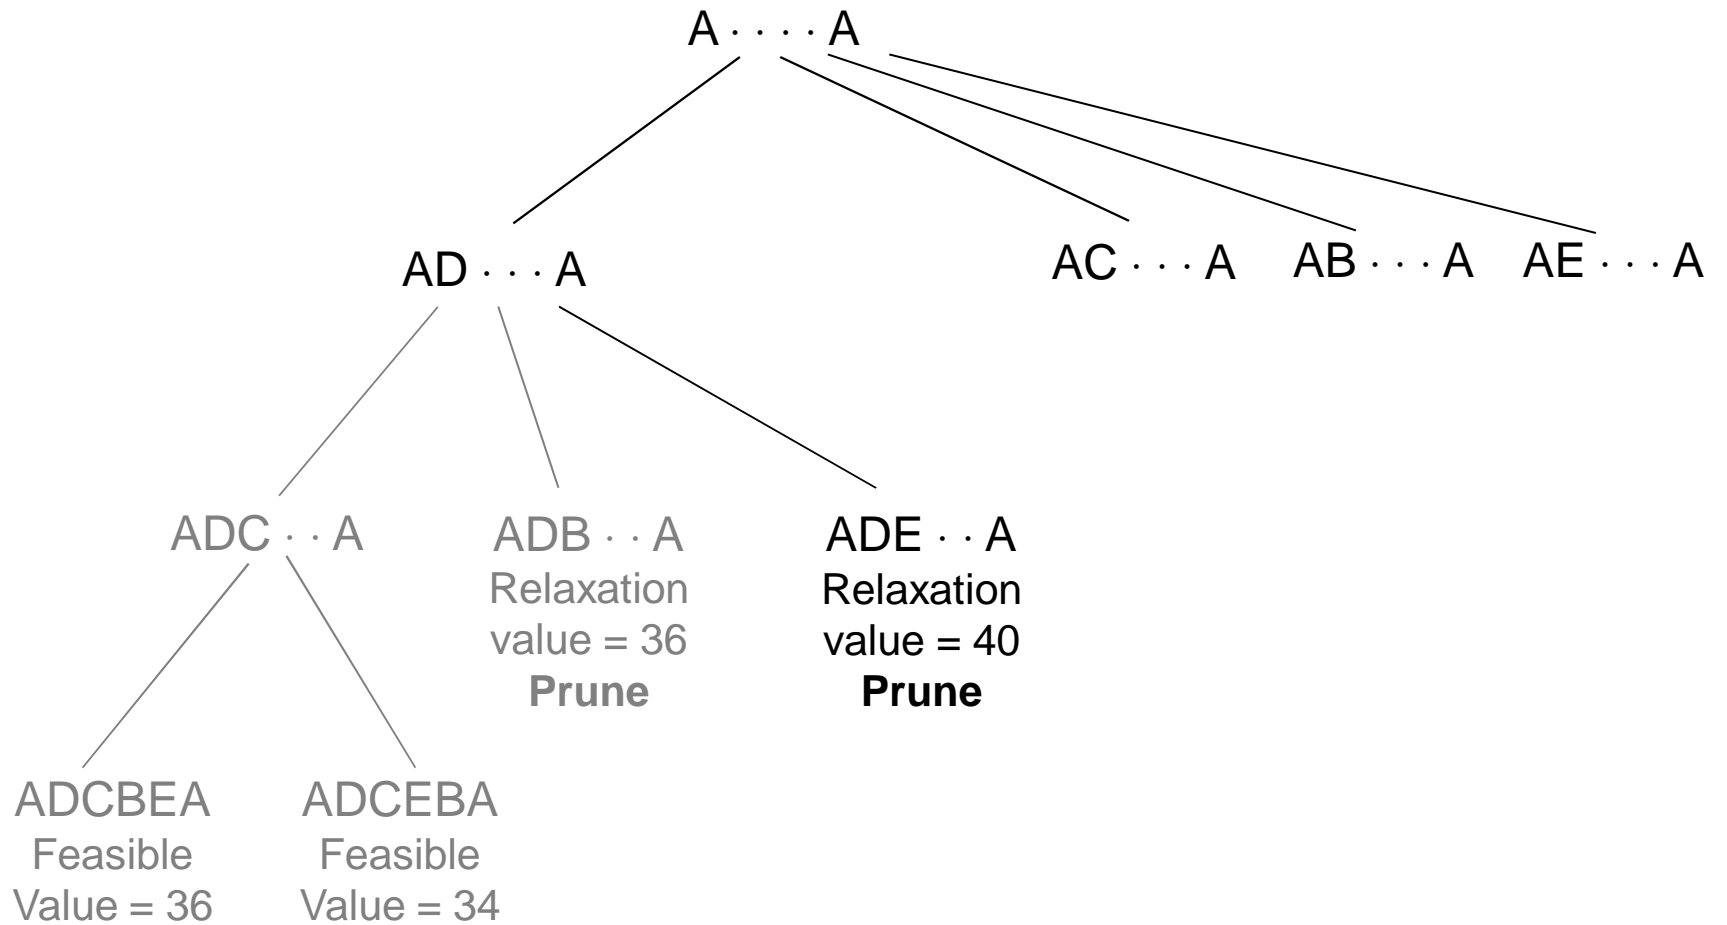 A · · · · A
AD · · · A
AC · · · A
AB · · · A
AE · · · A
ADC · · A
ADB · · A
Relaxation
value = 36
Prune
ADE · · A
Relaxation
value = 40
Prune
ADCBEA
Feasible
Value = 36
ADCEBA
Feasible
Value = 34